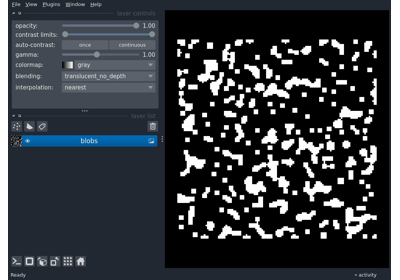 File View Plugins Window Help
layer controls
opacity: 1.00
contrast limits:
auto-contrast: once continuous
gamma: 1.00
colormap: gray
blending: translucent_no_depth
interpolation: nearest
layer list
blobs
Ready
activity